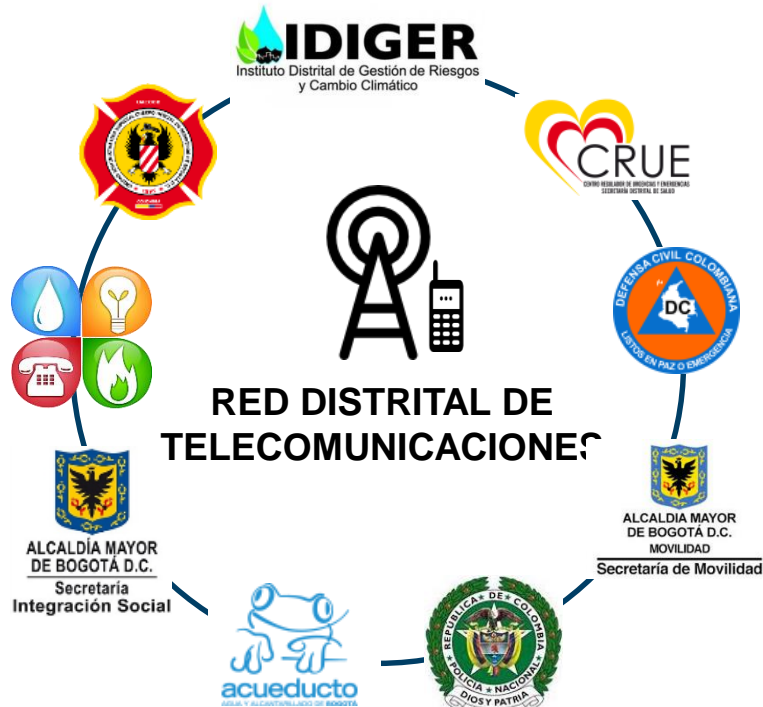 IDIGER
Instituto Distrital de Gestión de Riesgos
y Cambio Climático
CRUE
CENTRO REGULADOR DE URGENCIAS Y EMERGENCIAS
SECRETARÍA DISTRITAL DE SALUD
DEFENSA CIVIL COLOMBIANA
DC
LISTOS EN PAZ O EMERGENCIA
RED DISTRITAL DE
TELECOMUNICACIONES
ALCALDIA MAYOR
DE BOGOTÁ D.C.
MOVILIDAD
Secretaría de Movilidad
ALCALDÍA MAYOR
DE BOGOTÁ D.C.
Secretaría
Integración Social
REPUBLICA DE COLOMBIA
POLICIA NACIONAL
DIOS Y PATRIA
acueducto
AGUA Y ALCANTARILLADO DE BOGOTÁ